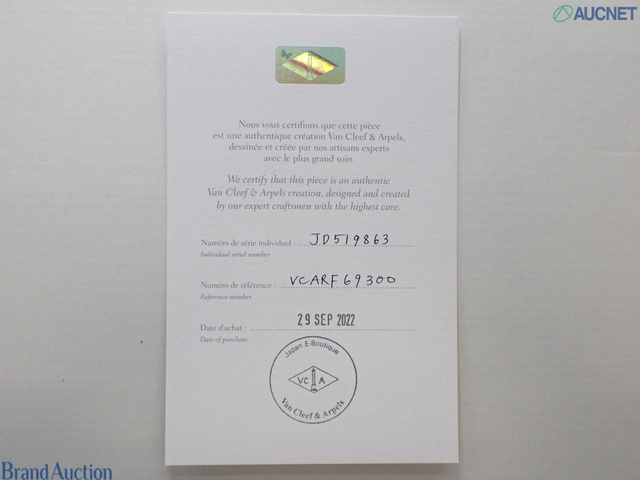 AUCNET
Nous vous certifions que cette pièce
est une authentique création Van Cleef & Arpels,
dessinée et créée par nos artisans experts
avec le plus grand soin.
We certify that this piece is an authentic
Van Cleef & Arpels creation, designed and created
by our expert craftsmen with the highest care.
Numéro de série individuel : JD519863
Individual serial number
Numéro de référence : VCARF69300
Reference number
Date d'achat : 29 SEP 2022
Date of purchase
Japan E-Boutique
VC A
Van Cleef & Arpels
Brand Auction